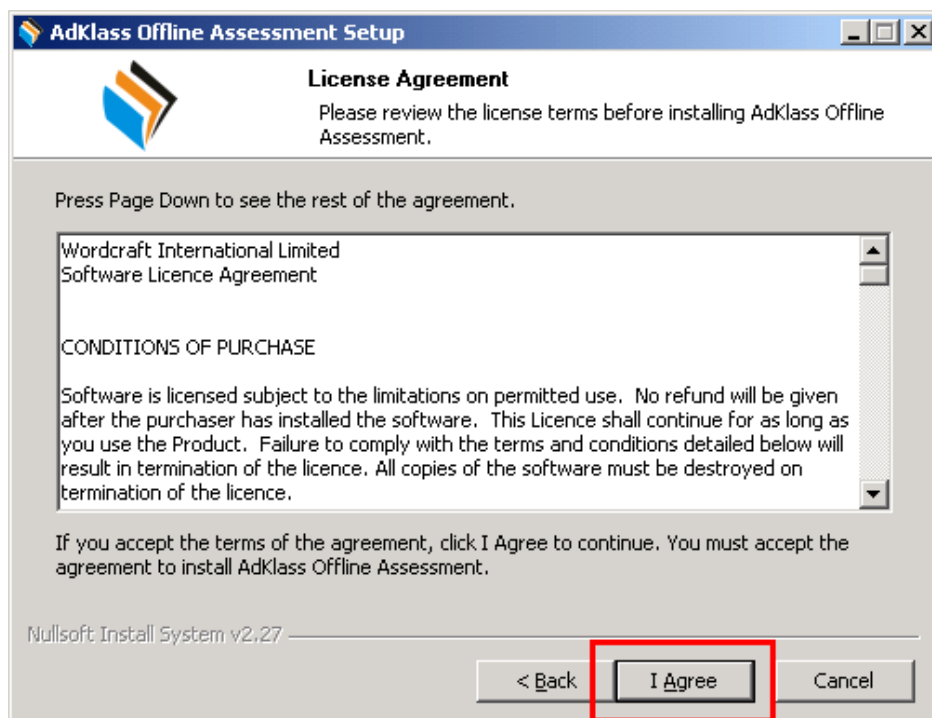 AdKlass Offline Assessment Setup
License Agreement
Please review the license terms before installing AdKlass Offline
Assessment.
Press Page Down to see the rest of the agreement.
Wordcraft International Limited
Software Licence Agreement
CONDITIONS OF PURCHASE
Software is licensed subject to the limitations on permitted use.  No refund will be given
after the purchaser has installed the software.  This Licence shall continue for as long as
you use the Product.  Failure to comply with the terms and conditions detailed below will
result in termination of the licence. All copies of the software must be destroyed on
termination of the licence.
If you accept the terms of the agreement, click I Agree to continue. You must accept the
agreement to install AdKlass Offline Assessment.
Nullsoft Install System v2.27
< Back
I Agree
Cancel